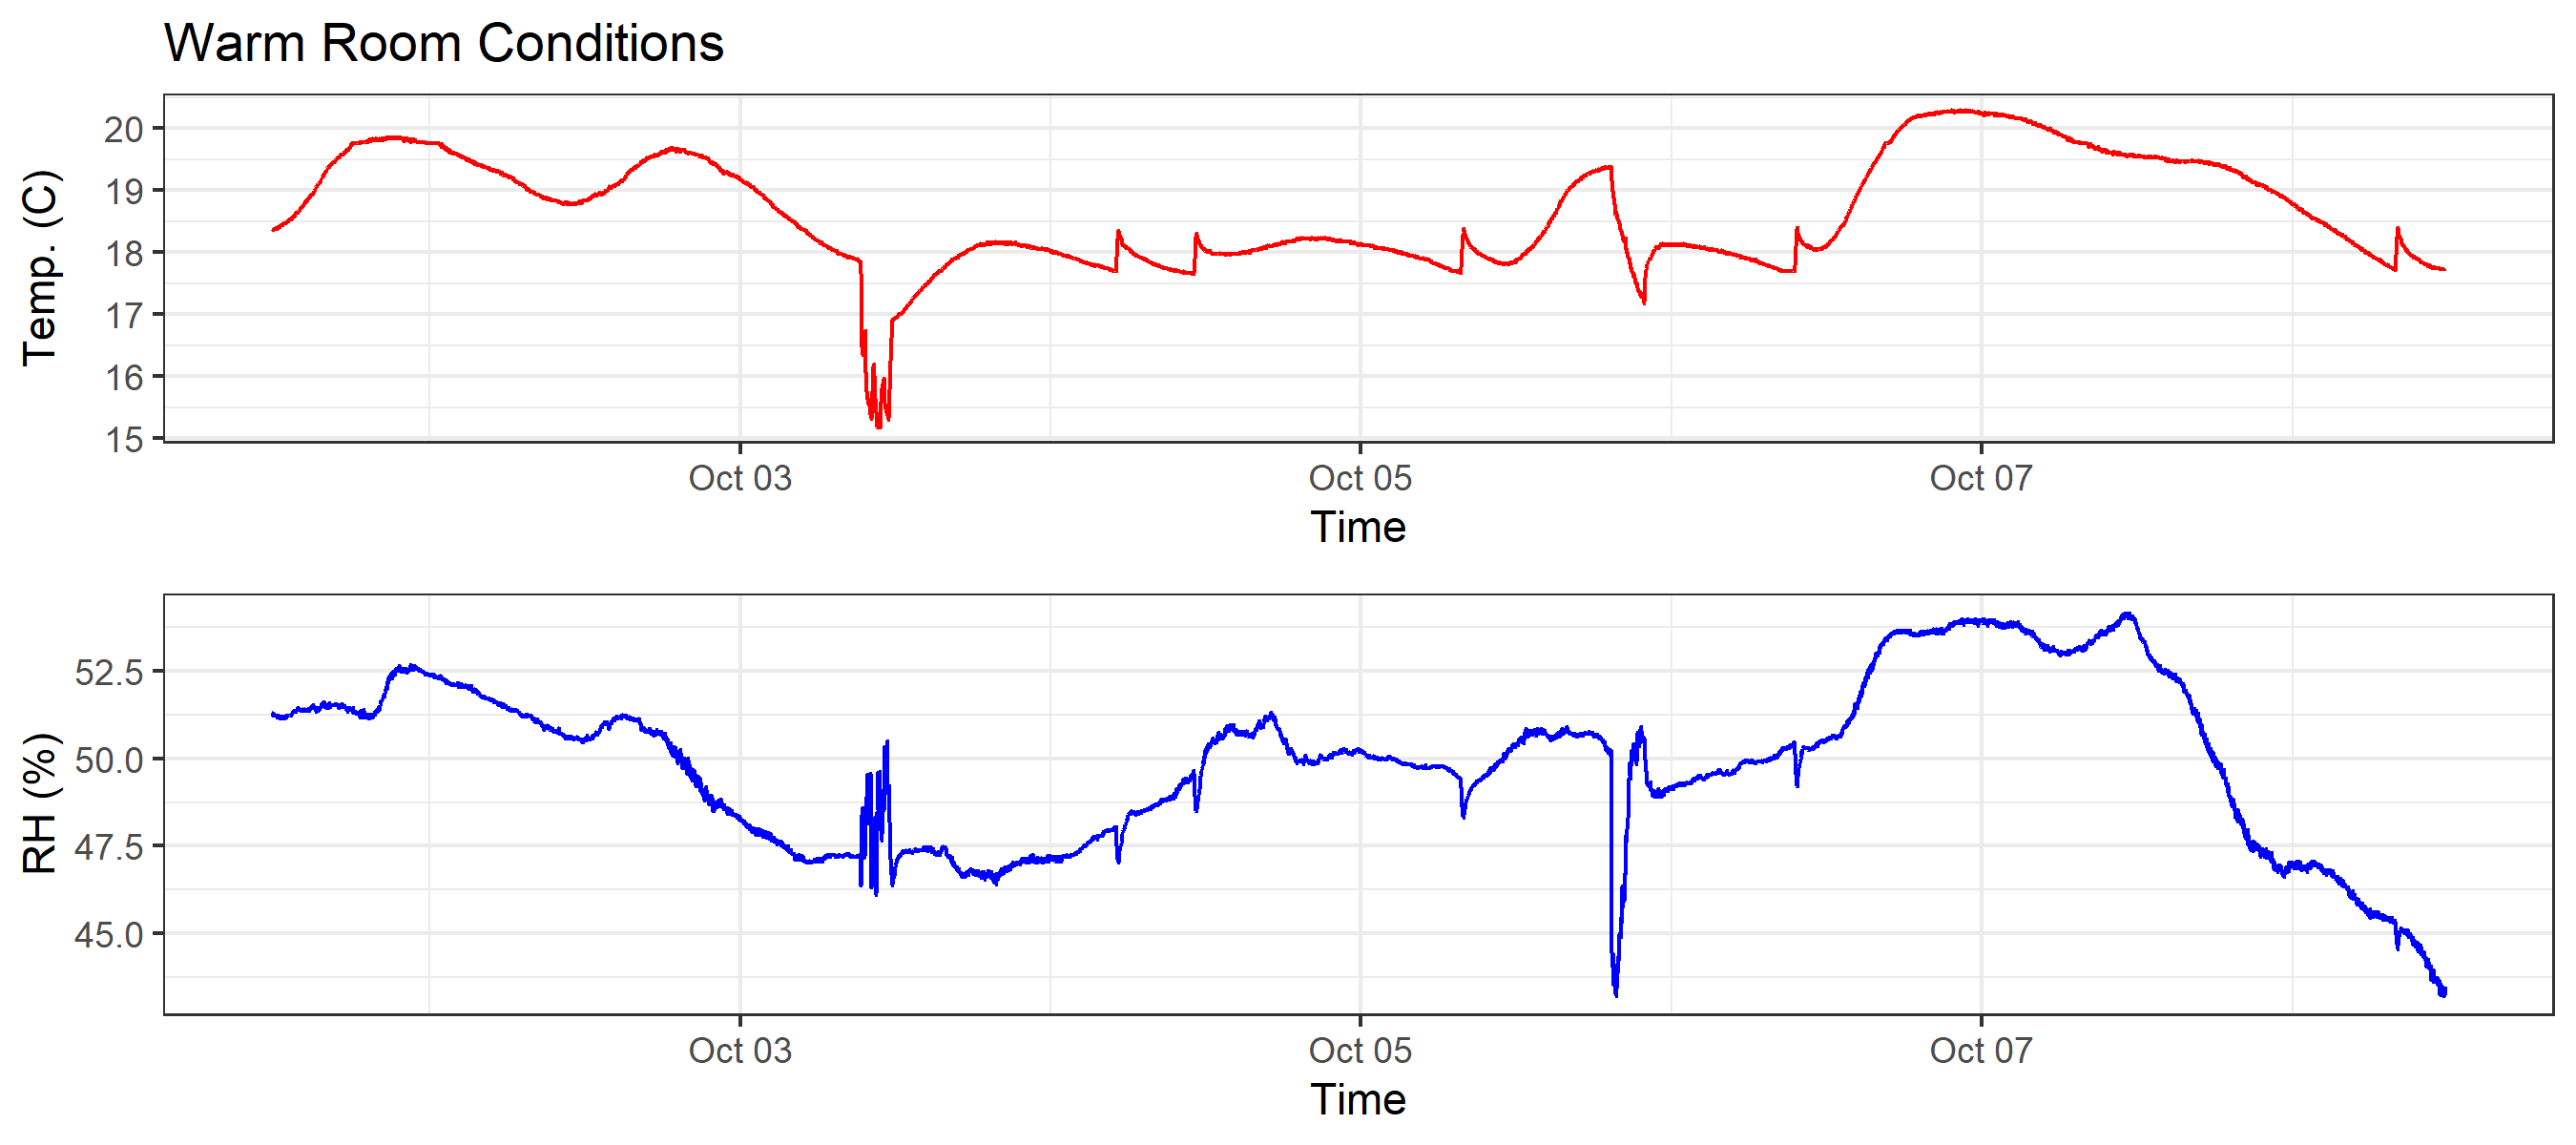 Warm Room Conditions
Temp. (C)
20
19
18
17
16
15
Oct 03 Oct 05 Oct 07
Time
RH (%)
52.5
50.0
47.5
45.0
Oct 03 Oct 05 Oct 07
Time